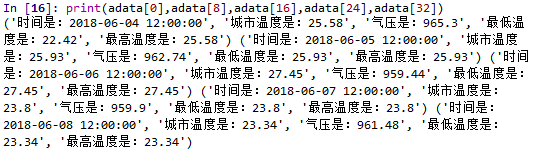 In [16]: print(adata[0],adata[8],adata[16],adata[24],adata[32])
('时间是：2018-06-04 12:00:00', '城市温度是：25.58', '气压是：965.3', '最低温
度是：22.42', '最高温度是：25.58') ('时间是：2018-06-05 12:00:00', '城市温度
是：25.93', '气压是：962.74', '最低温度是：25.93', '最高温度是：25.93') ('时间
是：2018-06-06 12:00:00', '城市温度是：27.45', '气压是：959.44', '最低温度是：
27.45', '最高温度是：27.45') ('时间是：2018-06-07 12:00:00', '城市温度是：
23.8', '气压是：959.9', '最低温度是：23.8', '最高温度是：23.8') ('时间是：
2018-06-08 12:00:00', '城市温度是：23.34', '气压是：961.48', '最低温度是：
23.34', '最高温度是：23.34')